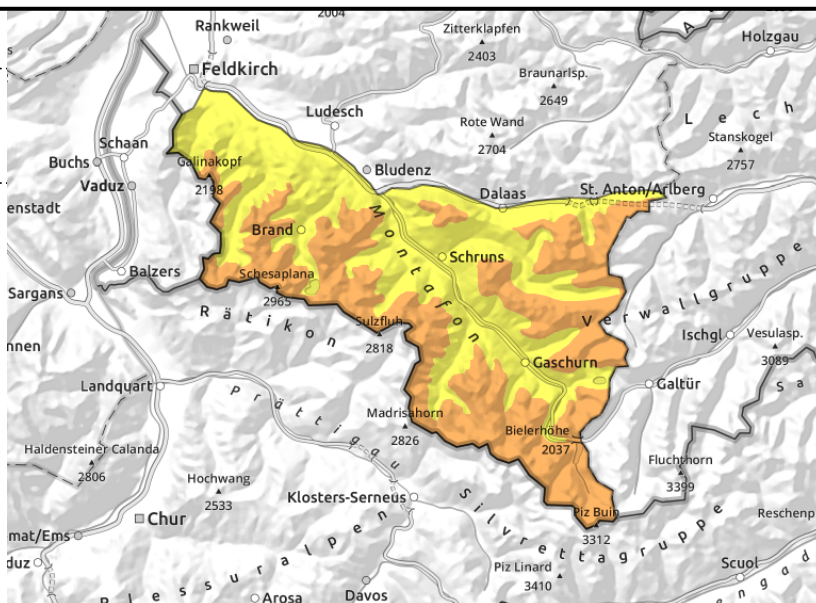 2004
Rankweil
Zitterklapfen
2403
A
Holzgau
s
Feldkirch
Braunarlsp.
2649
Ludesch
Rote Wand
2704
Lech
Stanskogel
2757
Schaan
Buchs
Galinakopf
2198
Bludenz
Vaduz
Dalaas
St. Anton/Arlberg
enstadt
Montafon
Brand
Schruns
Balzers
Schesaplana
2965
Sargans
Rätikon
Sulzfluh
2818
Verwallgruppe
Ischgl
Vesulasp.
3089
nnen
Gaschurn
Landquart
Galtür
Sa
Prättigau
Madrisahorn
2826
Bielerhöhe
2037
Haldensteiner Calanda
2806
Hochwang
2533
Fluchthorn
3399
Klosters-Serneus
Silvrettagruppe
Chur
Piz Buin
3312
Reschenp
mat/Ems
duz
Plessuralpen
Piz Linard
3410
Scuol
Arosa
Davos
engad